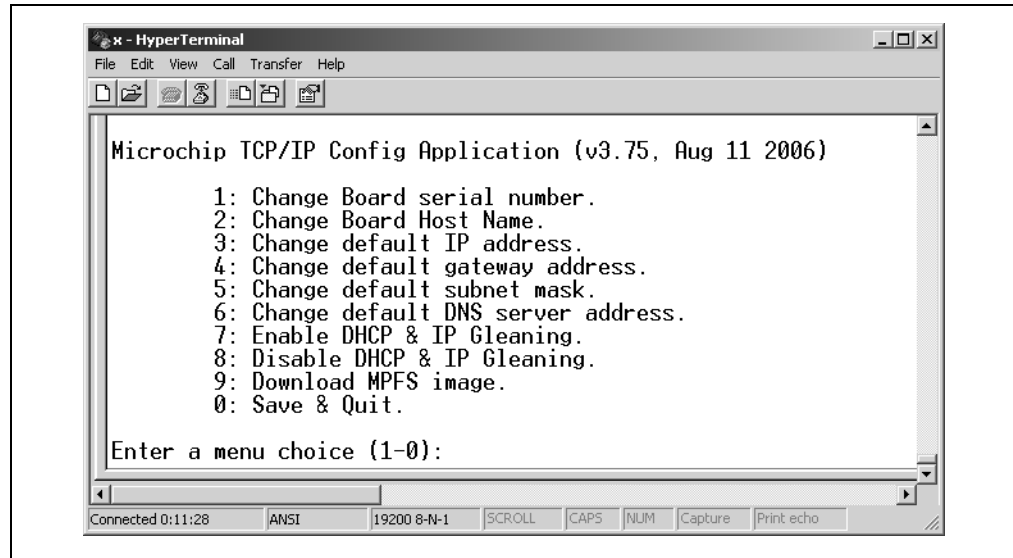 x - HyperTerminal
File Edit View Call Transfer Help
Microchip TCP/IP Config Application (v3.75, Aug 11 2006)
1: Change Board serial number.
2: Change Board Host Name.
3: Change default IP address.
4: Change default gateway address.
5: Change default subnet mask.
6: Change default DNS server address.
7: Enable DHCP & IP Gleaning.
8: Disable DHCP & IP Gleaning.
9: Download MPFS image.
0: Save & Quit.
Enter a menu choice (1-0):
Connected 0:11:28 ANSI 19200 8-N-1 SCROLL CAPS NUM Capture Print echo